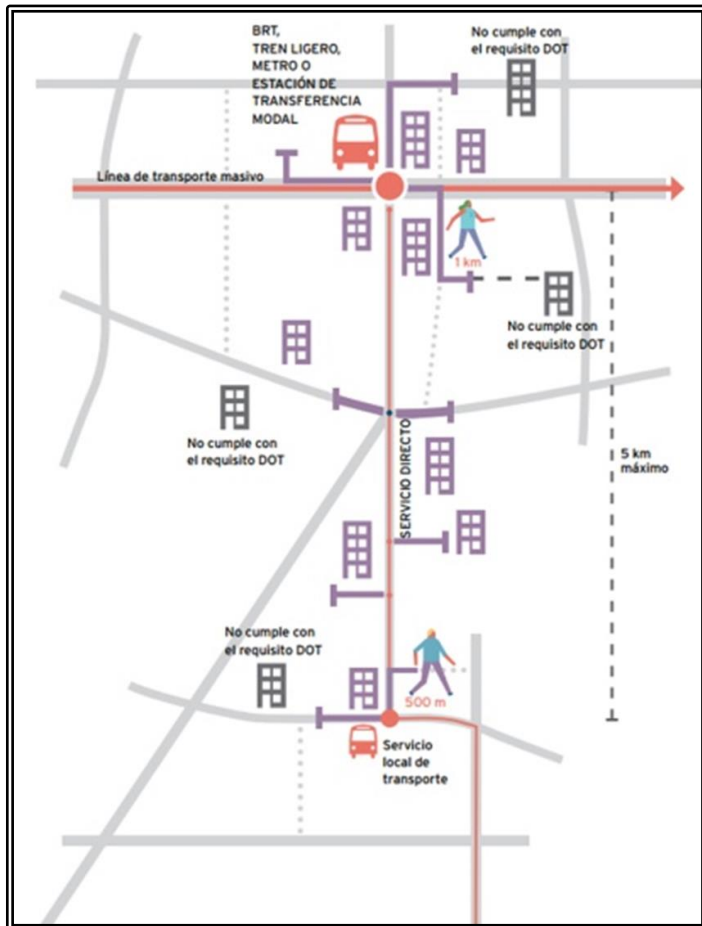 BRT,
TREN LIGERO,
METRO O
ESTACIÓN DE
TRANSFERENCIA
MODAL
No cumple con
el requisito DOT
Línea de transporte masivo
1 km
No cumple con
el requisito DOT
No cumple con
el requisito DOT
SERVICIO DIRECTO
5 km
máximo
No cumple con
el requisito DOT
500 m
Servicio
local de
transporte